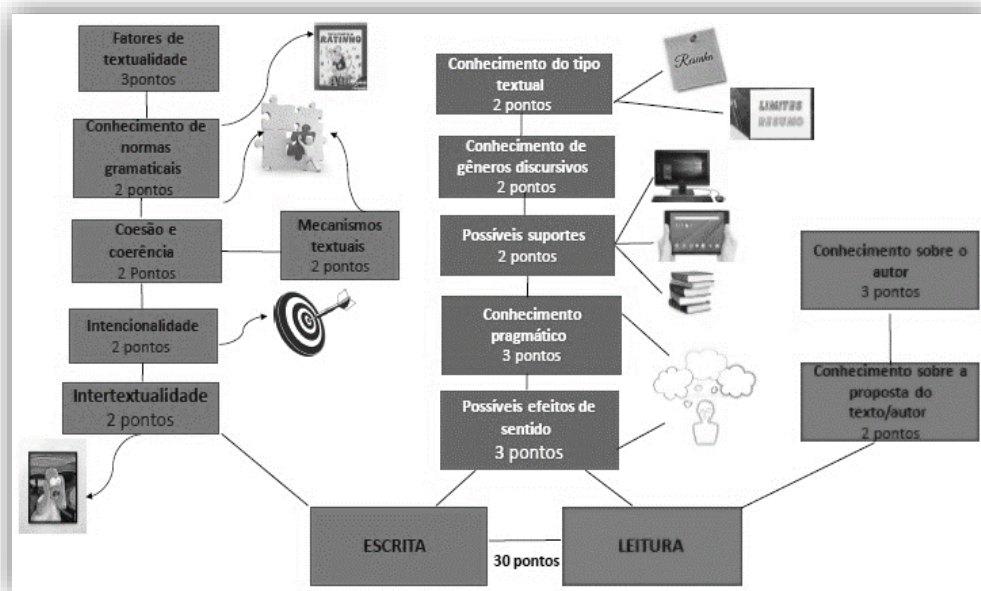 Fatores de
textualidade
3pontos
Conhecimento de
normas
gramaticais
2 pontos
Coesão e
coerência
2 Pontos
Mecanismos
textuais
2 pontos
Intencionalidade
2 pontos
Intertextualidade
2 pontos
RATINHO
Conhecimento do tipo
textual
2 pontos
Resenha
LIMITES
RESUMO
Conhecimento de
gêneros discursivos
2 pontos
Possíveis suportes
2 pontos
Conhecimento
pragmático
3 pontos
Possíveis efeitos de
sentido
3 pontos
Conhecimento sobre o
autor
3 pontos
Conhecimento sobre a
proposta do
texto/autor
2 pontos
ESCRITA
30 pontos
LEITURA